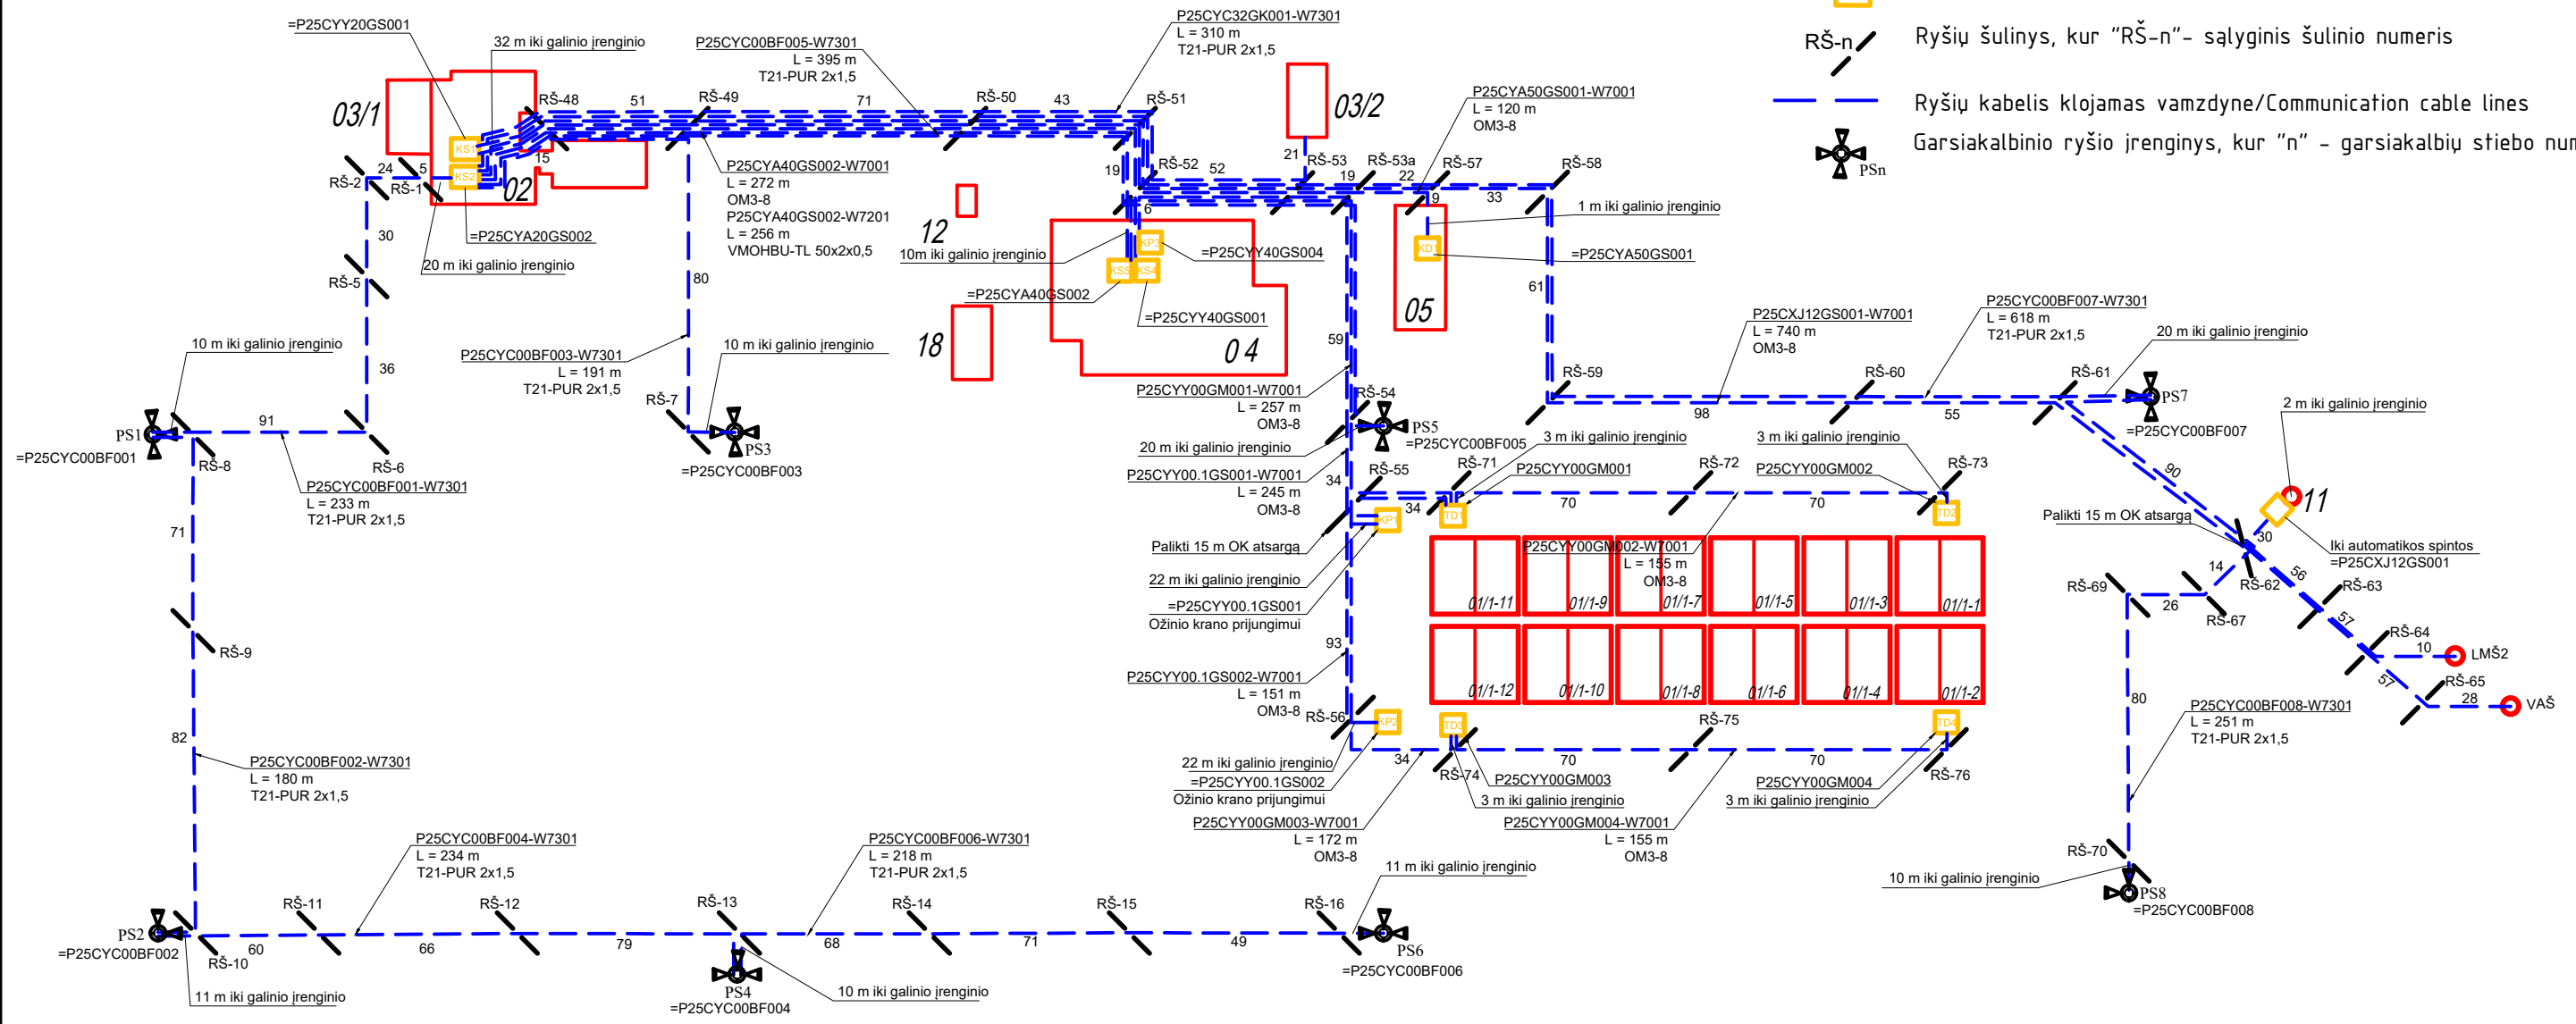 RŠ-n
Ryšių šulinys, kur "RŠ-n"- sąlyginis šulinio numeris
Ryšių kabelis klojamas vamzdyne/Communication cable lines
PSn
Garsiakalbinio ryšio įrenginys, kur "n" - garsiakalbių stiebo
=P25CYY20GS001
32 m iki galinio įrenginio
P25CYC00BF005-W7301
L = 395 m
T21-PUR 2x1,5
P25CYC32GK001-W7301
L = 310 m
T21-PUR 2x1,5
03/1
RŠ-48
51
RŠ-49
71
RŠ-50
43
RŠ-51
03/2
P25CYA50GS001-W7001
L = 120 m
OM3-8
KS1
KS2
15
02
RŠ-2
24
RŠ-1
5
30
RŠ-5
36
20 m iki galinio įrenginio
=P25CYA20GS002
P25CYA40GS002-W7001
L = 272 m
OM3-8
P25CYA40GS002-W7201
L = 256 m
VMOHBU-TL 50x2x0,5
80
12
18
19
RŠ-52
6
52
21
RŠ-53
19
RŠ-53a
22
RŠ-57
9
33
RŠ-58
1 m iki galinio įrenginio
10m iki galinio įrenginio
KP3
KS5
KS4
=P25CYY40GS004
=P25CYA40GS002
=P25CYY40GS001
04
KD1
=P25CYA50GS001
05
61
59
10 m iki galinio įrenginio
PS1
=P25CYC00BF001
RŠ-8
91
RŠ-6
P25CYC00BF001-W7301
L = 233 m
T21-PUR 2x1,5
P25CYC00BF003-W7301
L = 191 m
T21-PUR 2x1,5
10 m iki galinio įrenginio
RŠ-7
PS3
=P25CYC00BF003
P25CYY00GM001-W7001
L = 257 m
OM3-8
RŠ-54
PS5
=P25CYC00BF005
20 m iki galinio įrenginio
P25CYY00.1GS001-W7001
L = 245 m
OM3-8
34
RŠ-55
34
KP1
Palikti 15 m OK atsargą
22 m iki galinio įrenginio
=P25CYY00.1GS001
Ožinio krano prijungimui
P25CXJ12GS001-W7001
L = 740 m
OM3-8
P25CYC00BF007-W7301
L = 618 m
T21-PUR 2x1,5
20 m iki galinio įrenginio
RŠ-59
98
RŠ-60
55
RŠ-61
PS7
=P25CYC00BF007
2 m iki galinio įrenginio
3 m iki galinio įrenginio
RŠ-71
P25CYY00GM001
TD1
70
RŠ-72
70
3 m iki galinio įrenginio
P25CYY00GM002
RŠ-73
TD2
P25CYY00GM002-W7001
L = 155 m
OM3-8
01/1-11
01/1-9
01/1-7
01/1-5
01/1-3
01/1-1
01/1-12
01/1-10
01/1-8
01/1-6
01/1-4
01/1-2
90
11
Palikti 15 m OK atsargą
30
Iki automatikos spintos
=P25CXJ12GS001
14
RŠ-62
56
RŠ-63
RŠ-69
26
RŠ-67
57
RŠ-64
10
LMŠ2
57
RŠ-65
28
VAŠ
80
P25CYC00BF008-W7301
L = 251 m
T21-PUR 2x1,5
RŠ-70
10 m iki galinio įrenginio
PS8
=P25CYC00BF008
93
P25CYY00.1GS002-W7001
L = 151 m
OM3-8
RŠ-56
KP2
22 m iki galinio įrenginio
=P25CYY00.1GS002
Ožinio krano prijungimui
34
TD3
RŠ-74
P25CYY00GM003
3 m iki galinio įrenginio
70
RŠ-75
70
TD4
RŠ-76
P25CYY00GM004
3 m iki galinio įrenginio
P25CYY00GM003-W7001
L = 172 m
OM3-8
P25CYY00GM004-W7001
L = 155 m
OM3-8
71
RŠ-9
82
P25CYC00BF002-W7301
L = 180 m
T21-PUR 2x1,5
PS2
=P25CYC00BF002
RŠ-10
11 m iki galinio įrenginio
60
RŠ-11
P25CYC00BF004-W7301
L = 234 m
T21-PUR 2x1,5
66
RŠ-12
79
RŠ-13
PS4
=P25CYC00BF004
10 m iki galinio įrenginio
P25CYC00BF006-W7301
L = 218 m
T21-PUR 2x1,5
68
RŠ-14
71
RŠ-15
49
RŠ-16
11 m iki galinio įrenginio
PS6
=P25CYC00BF006